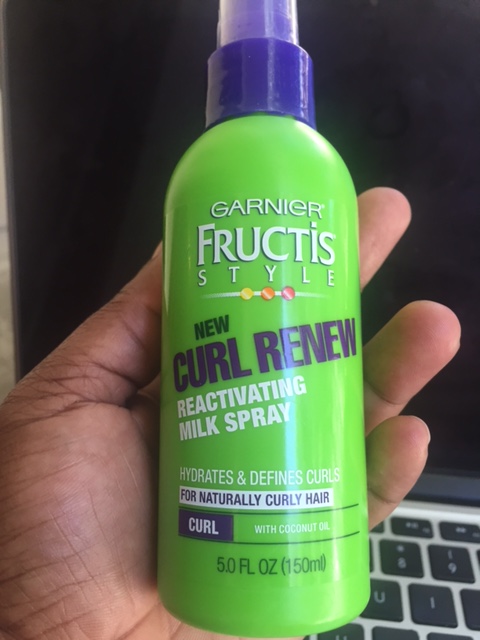 GARNIER
FRUCTiS
STYLE
NEW
CURL RENEW
REACTIVATING
MILK SPRAY
HYDRATES & DEFINES CURLS
FOR NATURALLY CURLY HAIR
CURL WITH COCONUT OIL
5.0 FL OZ (150ml)